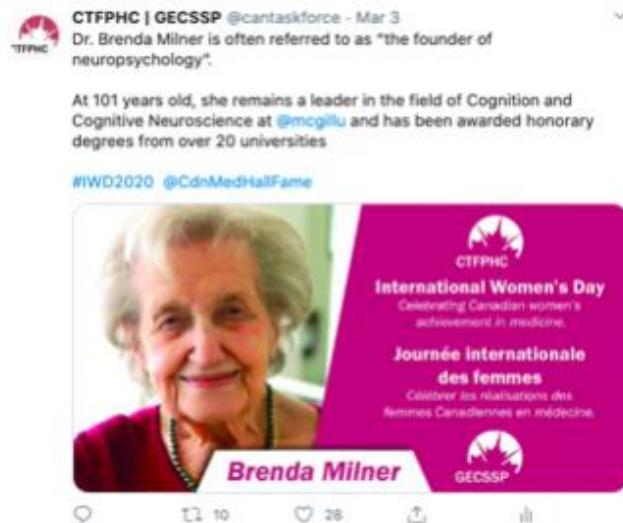 CTFPHC | GECSSP @cantaskforce - Mar 3
Dr. Brenda Milner is often referred to as “the founder of
neuropsychology”.
At 101 years old, she remains a leader in the field of Cognition and
Cognitive Neuroscience at @mcgillu and has been awarded honorary
degrees from over 20 universities
#IWD2020 @CdnMedHallFame
CTFPHC
International Women's Day
Celebrating Canadian women's
achievement in medicine.
Journée internationale
des femmes
Célébrer les réalisations des
femmes Canadiennes en médecine.
Brenda Milner
GECSSP
10
28